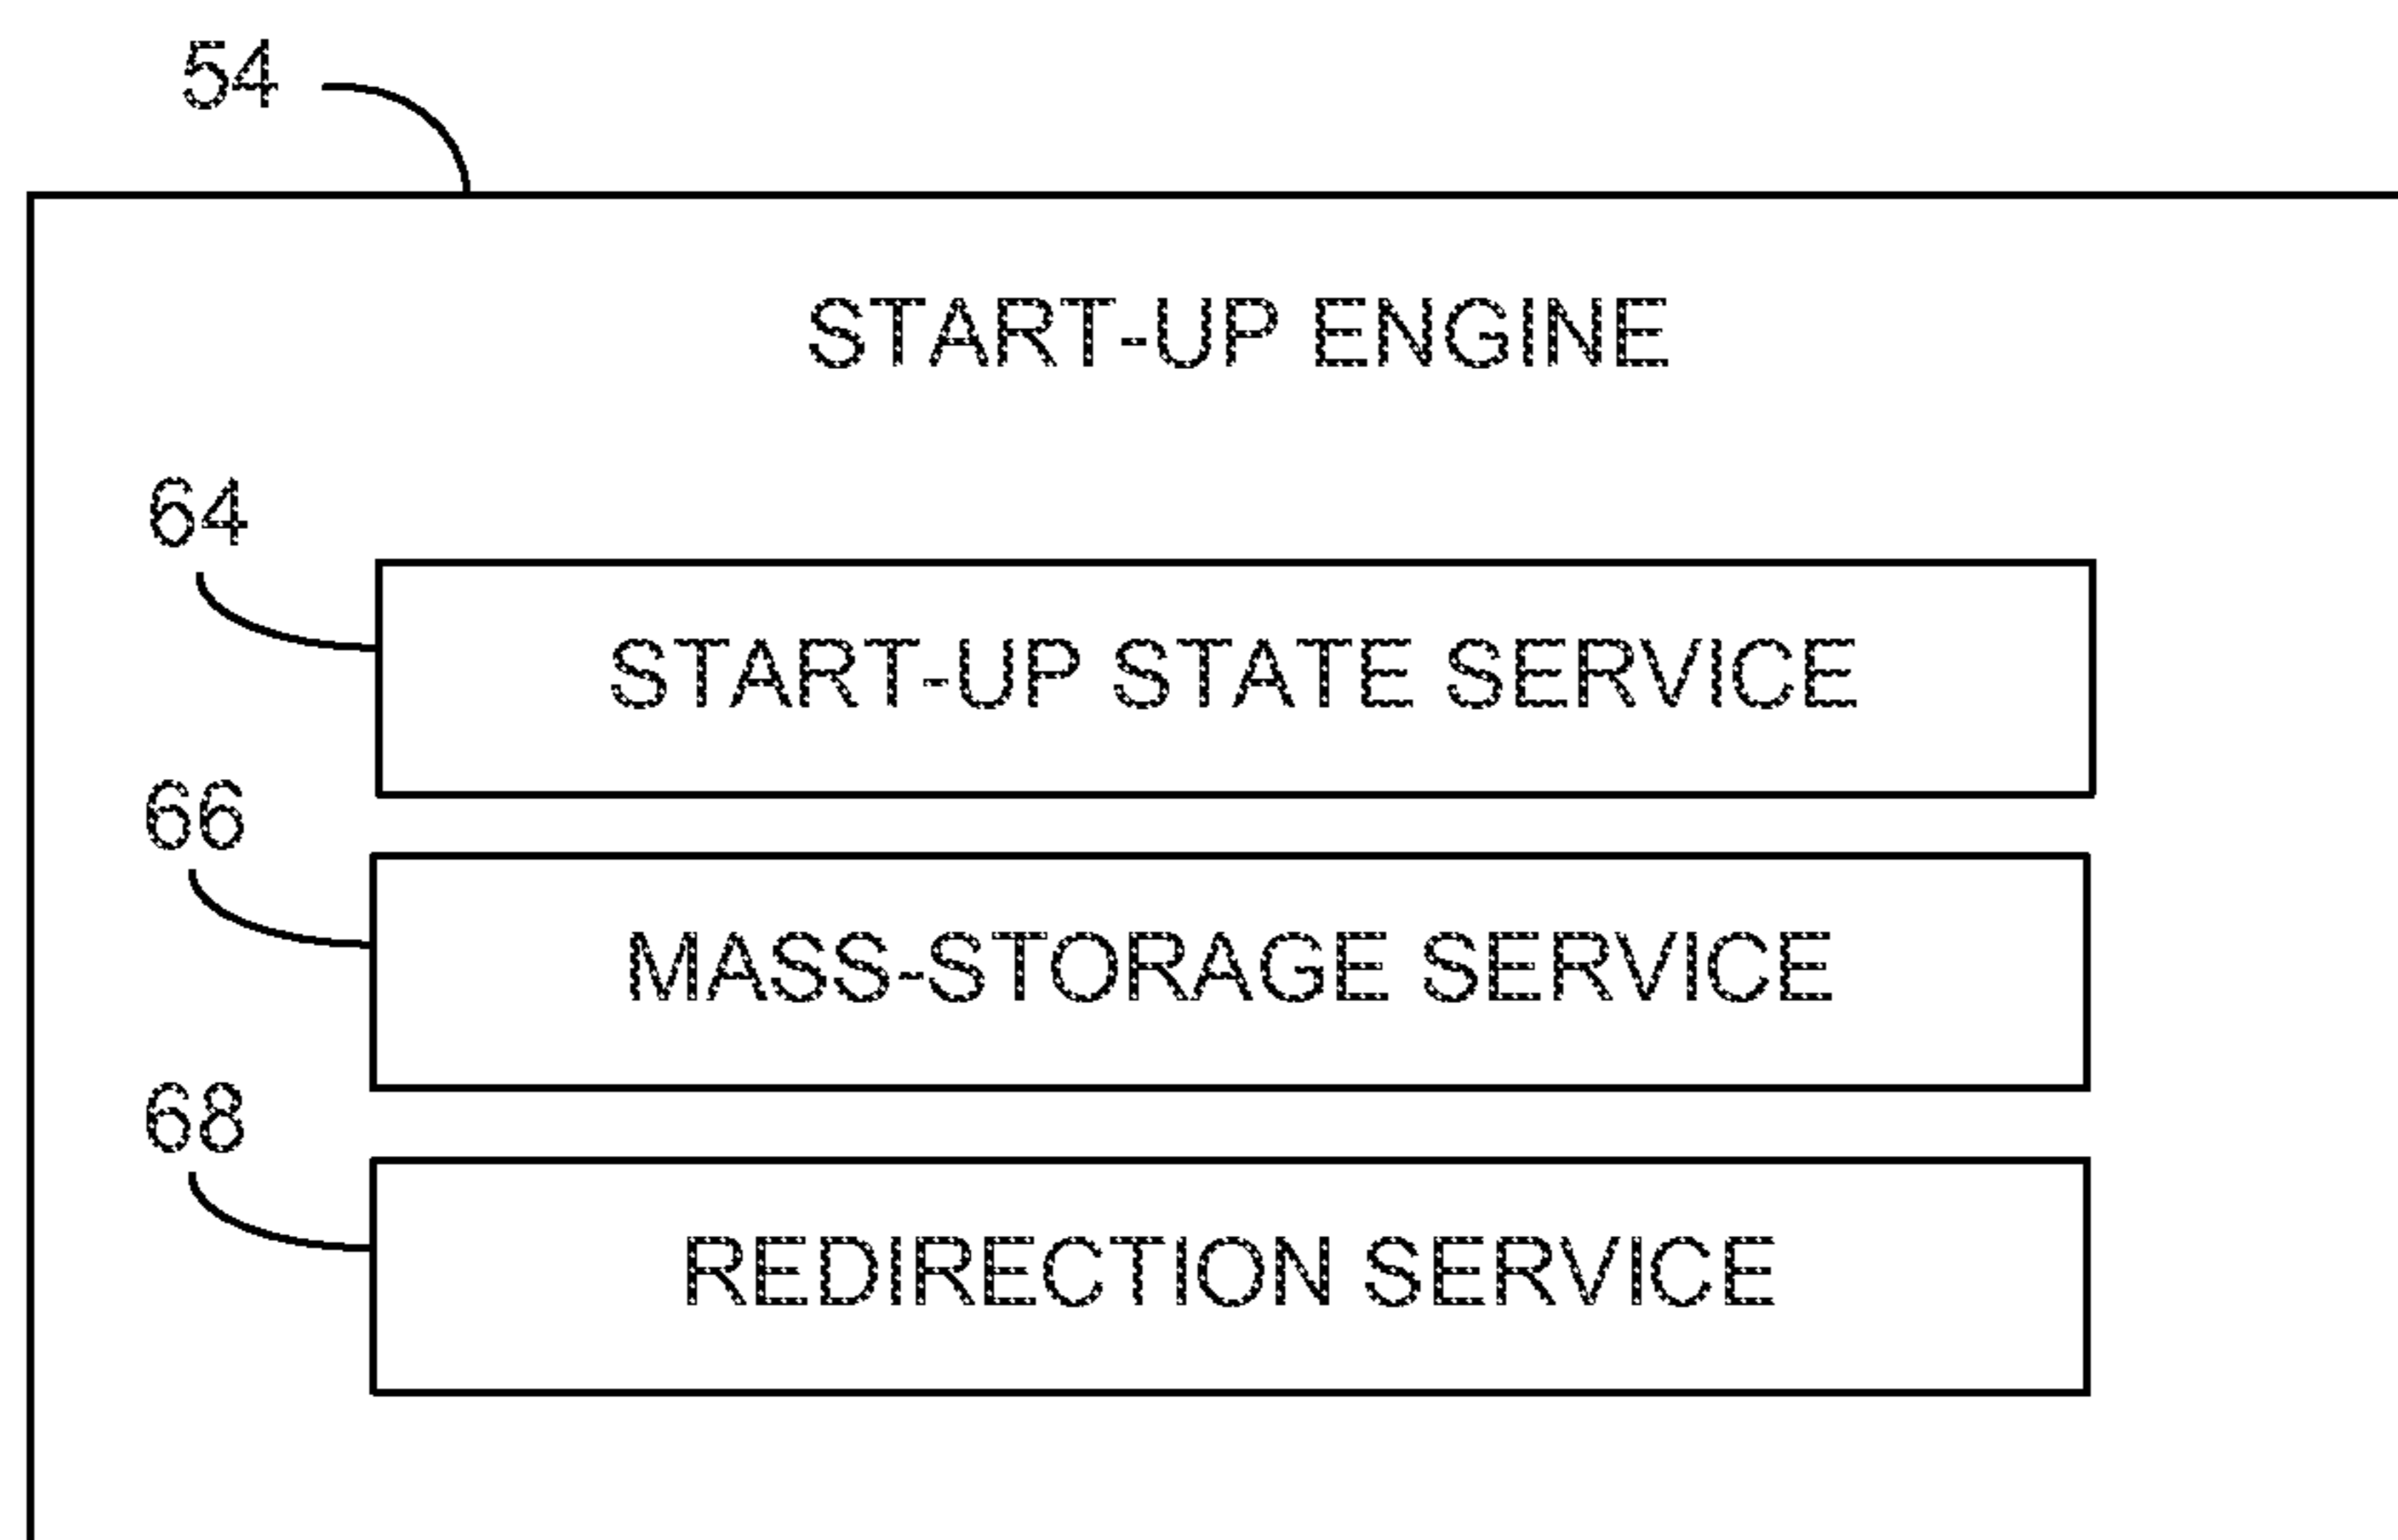 54
START-UP ENGINE
64
START-UP STATE SERVICE
66
MASS-STORAGE SERVICE
68
REDIRECTION SERVICE